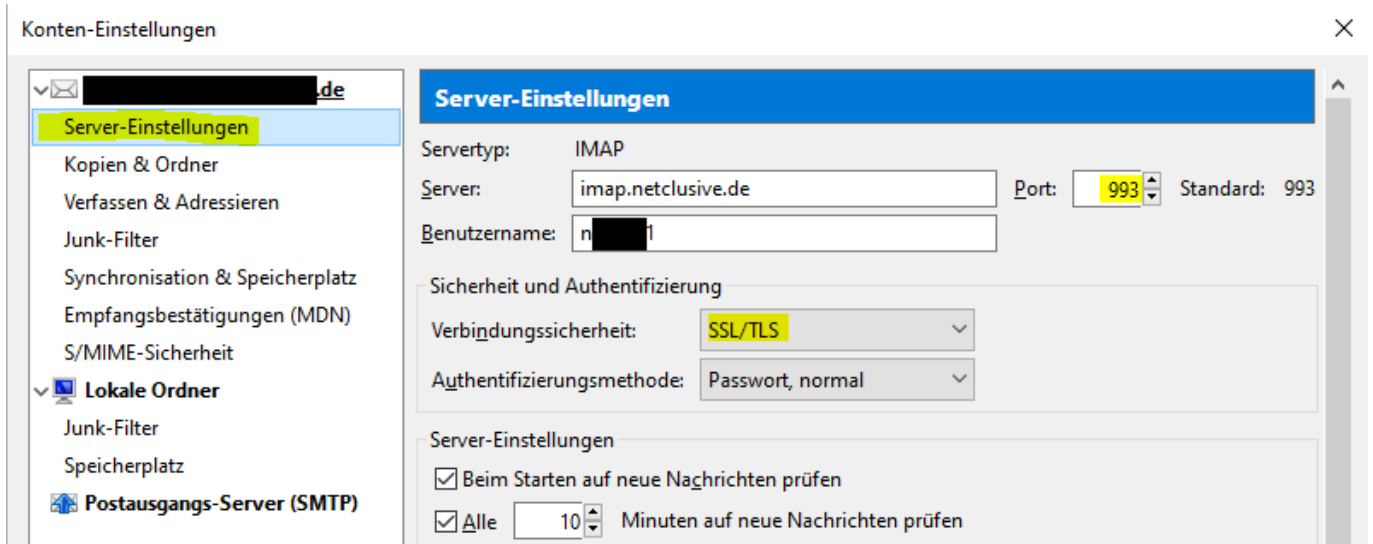 Konten-Einstellungen
.de
Server-Einstellungen
Kopien & Ordner
Verfassen & Adressieren
Junk-Filter
Synchronisation & Speicherplatz
Empfangsbestätigungen (MDN)
S/MIME-Sicherheit
Lokale Ordner
Junk-Filter
Speicherplatz
Postausgangs-Server (SMTP)
Server-Einstellungen
Servertyp: IMAP
Server: imap.netclusive.de Port: 993 Standard: 993
Benutzername: n 1
Sicherheit und Authentifizierung
Verbindungssicherheit: SSL/TLS
Authentifizierungsmethode: Passwort, normal
Server-Einstellungen
Beim Starten auf neue Nachrichten prüfen
Alle 10 Minuten auf neue Nachrichten prüfen